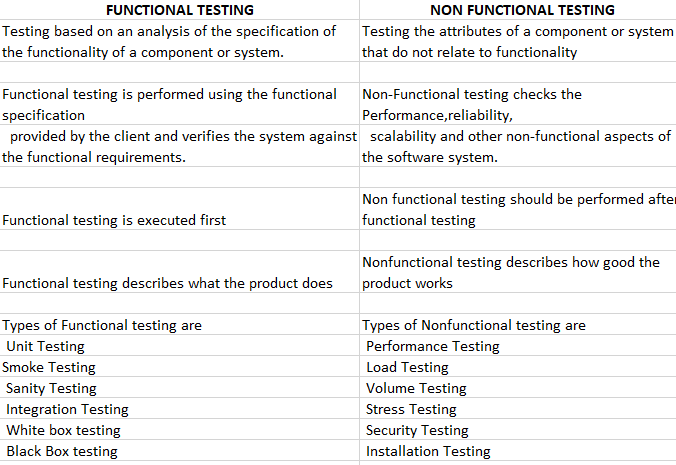 FUNCTIONAL TESTING
NON FUNCTIONAL TESTING
Testing based on an analysis of the specification of
the functionality of a component or system.
Testing the attributes of a component or system
that do not relate to functionality
Functional testing is performed using the functional
specification
provided by the client and verifies the system against
the functional requirements.
Non-Functional testing checks the
Performance,reliability,
scalability and other non-functional aspects of
the software system.
Functional testing is executed first
Non functional testing should be performed after
functional testing
Functional testing describes what the product does
Nonfunctional testing describes how good the
product works
Types of Functional testing are
Types of Nonfunctional testing are
Unit Testing
Performance Testing
Smoke Testing
Load Testing
Sanity Testing
Volume Testing
Integration Testing
Stress Testing
White box testing
Security Testing
Black Box testing
Installation Testing